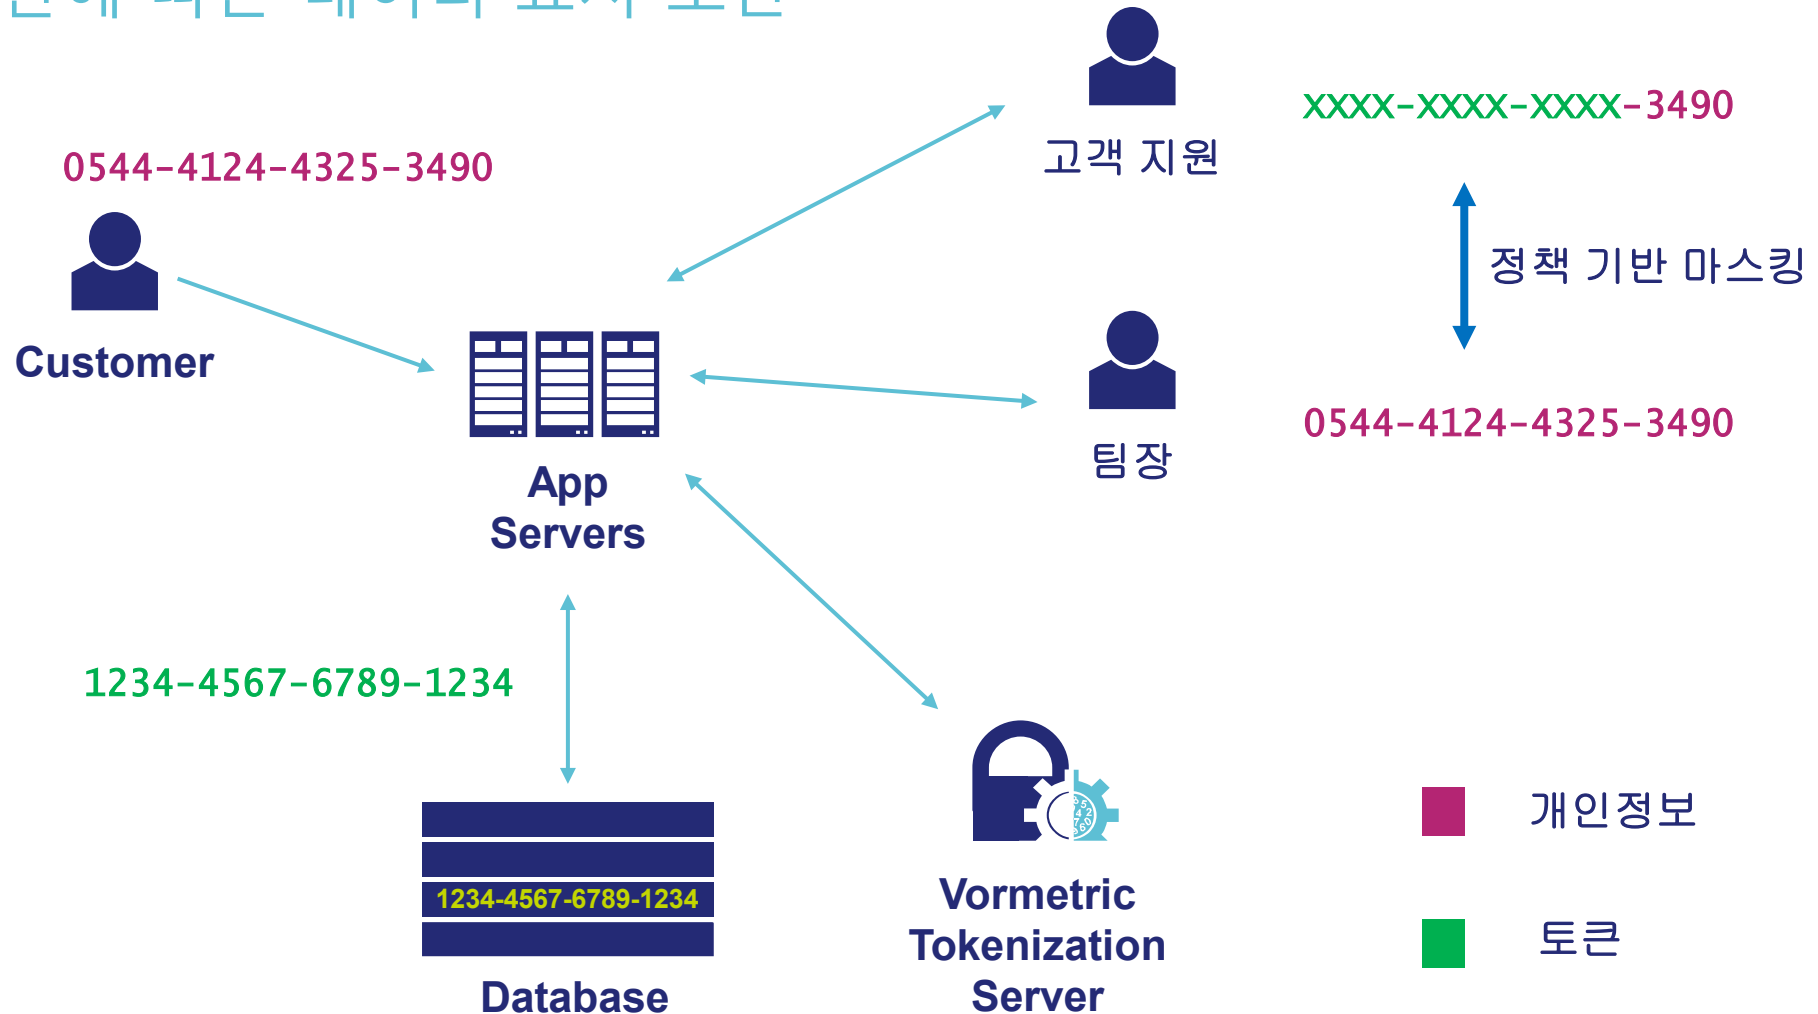 0544-4124-4325-3490
Customer
App
Servers
1234-4567-6789-1234
1234-4567-6789-1234
Database
고객 지원
XXXX-XXXX-XXXX-3490
정책 기반 마스킹
팀장
0544-4124-4325-3490
Vormetric
Tokenization
Server
개인정보
토큰